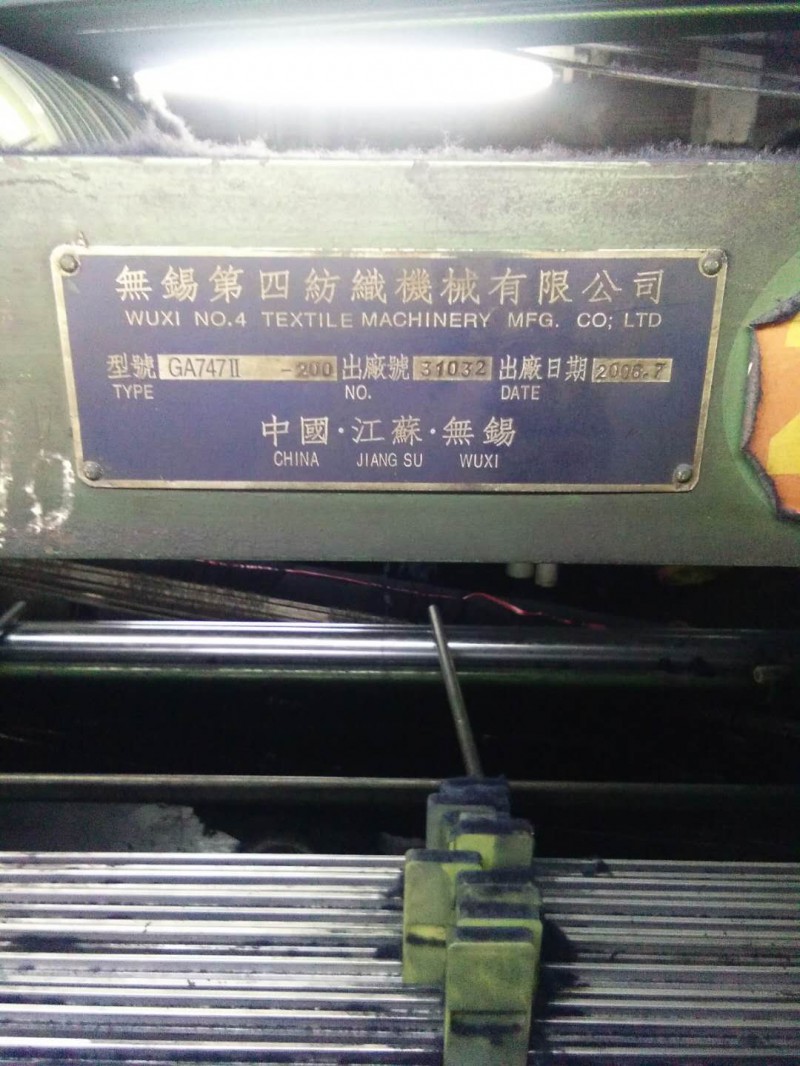 無錫第四紡織機械有限公司
WUXI NO.4 TEXTILE MACHINERY MFG. CO; LTD
型號 GA747II -200 出廠號 31032 出廠日期 2006.7
TYPE NO. DATE
中國·江蘇·無錫
CHINA JIANG SU WUXI